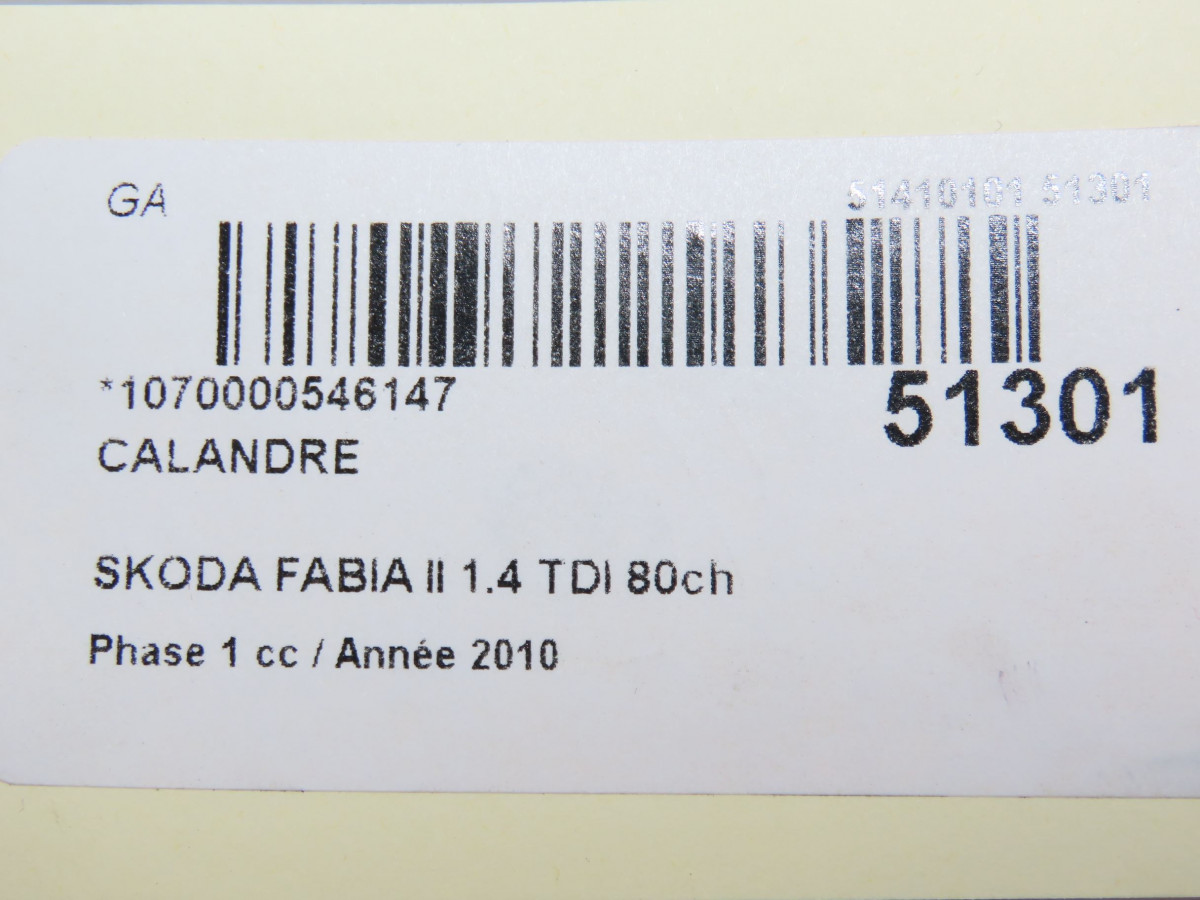 GA
51410101 51301
*1070000546147
51301
CALANDRE
SKODA FABIA II 1.4 TDI 80ch
Phase 1 cc / Année 2010